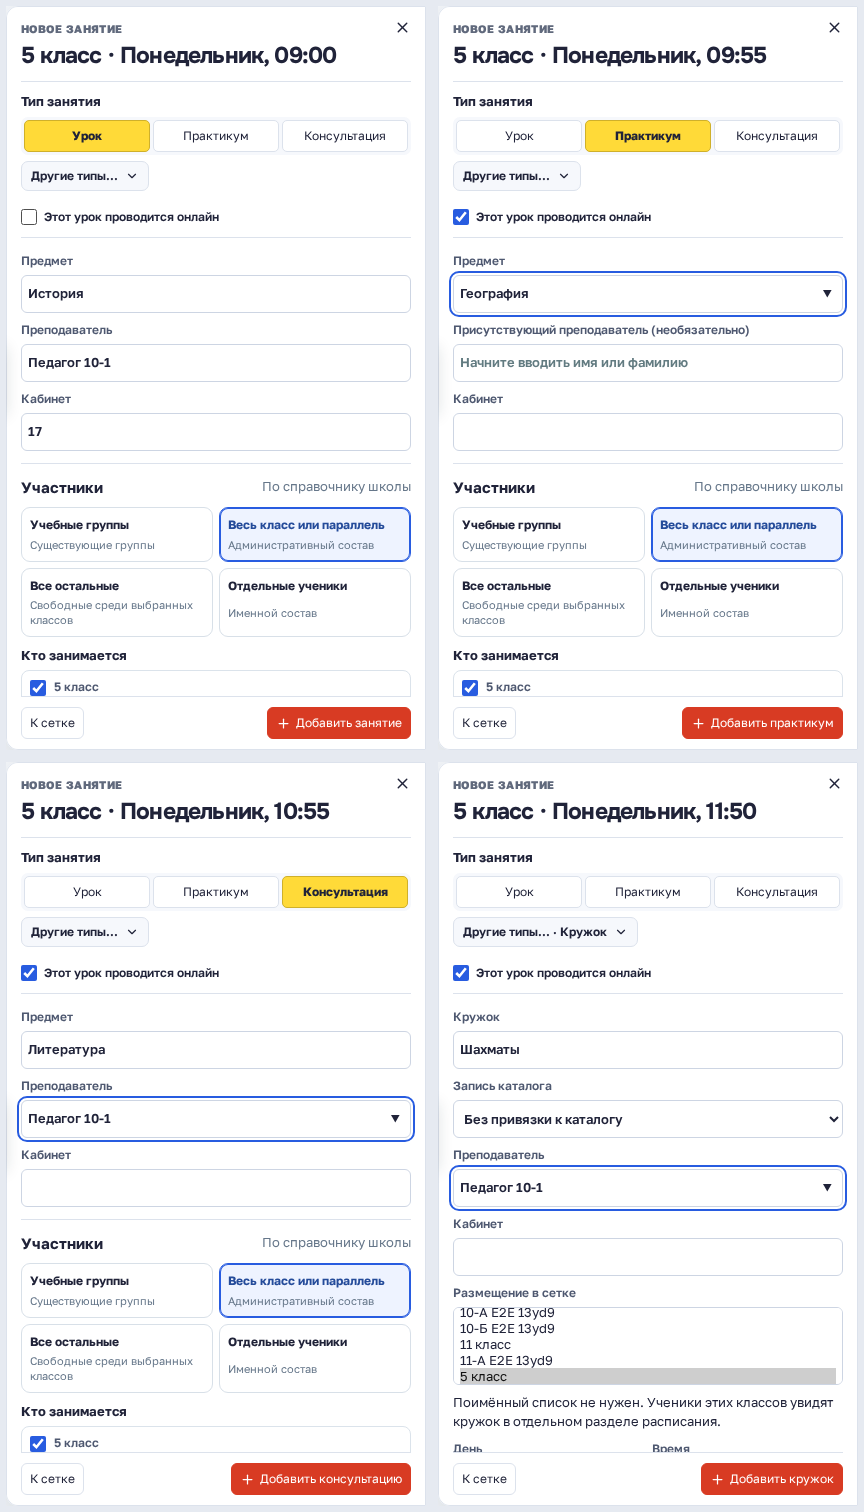 НОВОЕ ЗАНЯТИЕ
5 класс · Понедельник, 09:00
Тип занятия
Урок
Практикум
Консультация
Другие типы...
Этот урок проводится онлайн
Предмет
История
Преподаватель
Педагог 10-1
Кабинет
17
Участники
По справочнику школы
Учебные группы
Существующие группы
Весь класс или параллель
Административный состав
Все остальные
Свободные среди выбранных
классов
Отдельные ученики
Именной состав
Кто занимается
5 класс
К сетке
+ Добавить занятие
НОВОЕ ЗАНЯТИЕ
5 класс · Понедельник, 09:55
Тип занятия
Урок
Практикум
Консультация
Другие типы...
Этот урок проводится онлайн
Предмет
География
Присутствующий преподаватель (необязательно)
Начните вводить имя или фамилию
Кабинет
Участники
По справочнику школы
Учебные группы
Существующие группы
Весь класс или параллель
Административный состав
Все остальные
Свободные среди выбранных
классов
Отдельные ученики
Именной состав
Кто занимается
5 класс
К сетке
+ Добавить практикум
НОВОЕ ЗАНЯТИЕ
5 класс · Понедельник, 10:55
Тип занятия
Урок
Практикум
Консультация
Другие типы...
Этот урок проводится онлайн
Предмет
Литература
Преподаватель
Педагог 10-1
Кабинет
Участники
По справочнику школы
Учебные группы
Существующие группы
Весь класс или параллель
Административный состав
Все остальные
Свободные среди выбранных
классов
Отдельные ученики
Именной состав
Кто занимается
5 класс
К сетке
+ Добавить консультацию
НОВОЕ ЗАНЯТИЕ
5 класс · Понедельник, 11:50
Тип занятия
Урок
Практикум
Консультация
Другие типы... · Кружок
Этот урок проводится онлайн
Кружок
Шахматы
Запись каталога
Без привязки к каталогу
Преподаватель
Педагог 10-1
Кабинет
Размещение в сетке
10-А E2E 13yd9
10-Б E2E 13yd9
11 класс
11-А E2E 13yd9
5 класс
Поимённый список не нужен. Ученики этих классов увидят
кружок в отдельном разделе расписания.
День
Время
К сетке
+ Добавить кружок